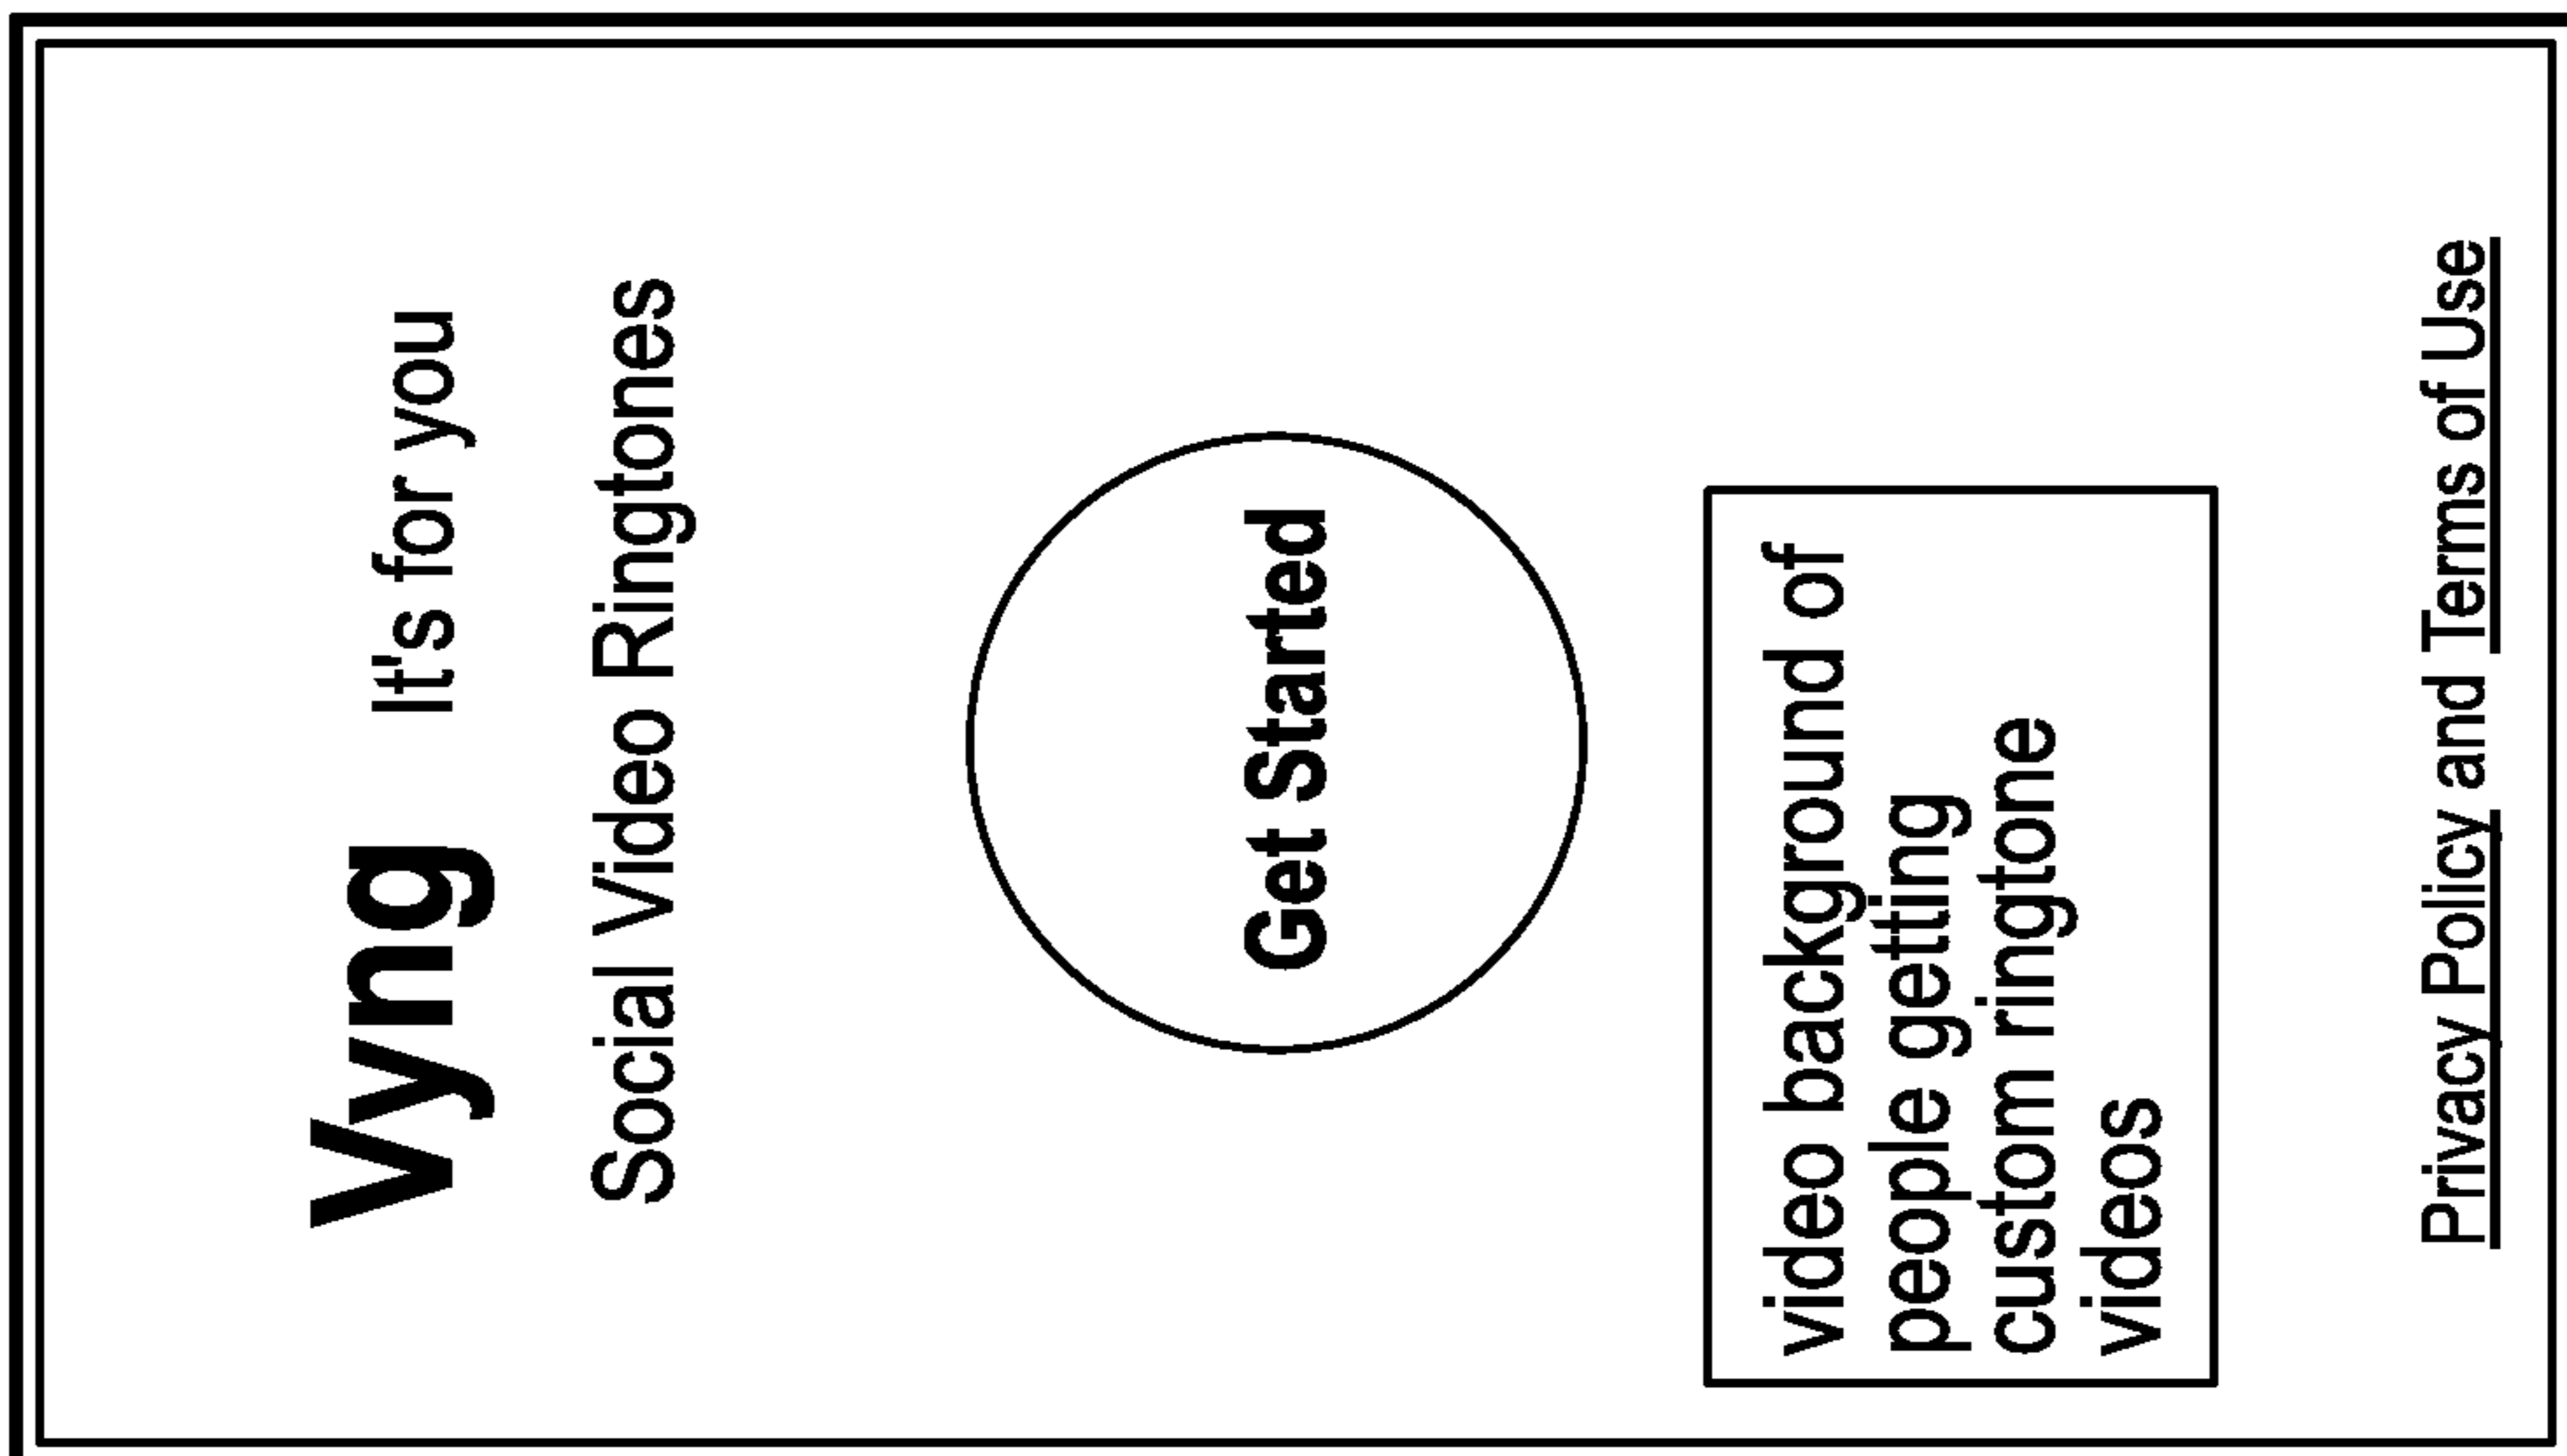 Vyng It's for you
Social Video Ringtones
Get Started
video background of
people getting
custom ringtone
videos
Privacy Policy and Terms of Use